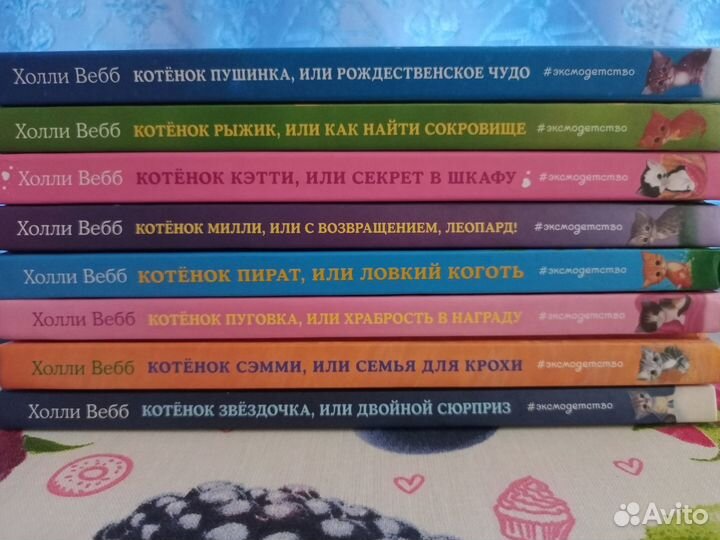 Холли Вебб КОТЁНОК ПУШИНКА, ИЛИ РОЖДЕСТВЕНСКОЕ ЧУДО #эксмодетство
Холли Вебб КОТЁНОК РЫЖИК, ИЛИ КАК НАЙТИ СОКРОВИЩЕ #эксмодетство
Холли Вебб КОТЁНОК КЭТТИ, ИЛИ СЕКРЕТ В ШКАФУ #эксмодетство
Холли Вебб КОТЁНОК МИЛЛИ, ИЛИ С ВОЗВРАЩЕНИЕМ, ЛЕОПАРД! #эксмодетство
Холли Вебб КОТЁНОК ПИРАТ, ИЛИ ЛОВКИЙ КОГОТЬ #эксмодетство
Холли Вебб КОТЁНОК ПУГОВКА, ИЛИ ХРАБРОСТЬ В НАГРАДУ #эксмодетство
Холли Вебб КОТЁНОК СЭММИ, ИЛИ СЕМЬЯ ДЛЯ КРОХИ #эксмодетство
Холли Вебб КОТЁНОК ЗВЁЗДОЧКА, ИЛИ ДВОЙНОЙ СЮРПРИЗ #эксмодетство
Avito